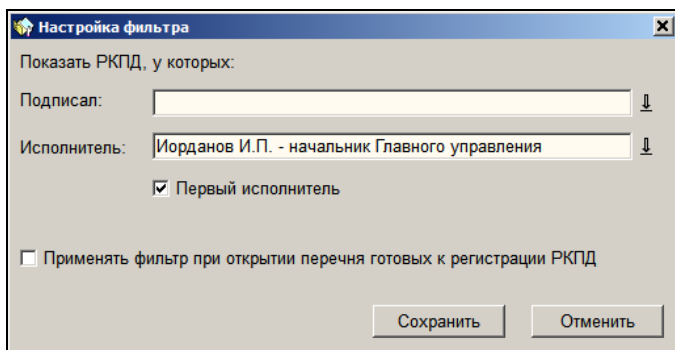 Настройка фильтра
Показать РКПД, у которых:
Подписал:
Исполнитель: Иорданов И.П. - начальник Главного управления
Первый исполнитель
Применять фильтр при открытии перечня готовых к регистрации РКПД
Сохранить Отменить